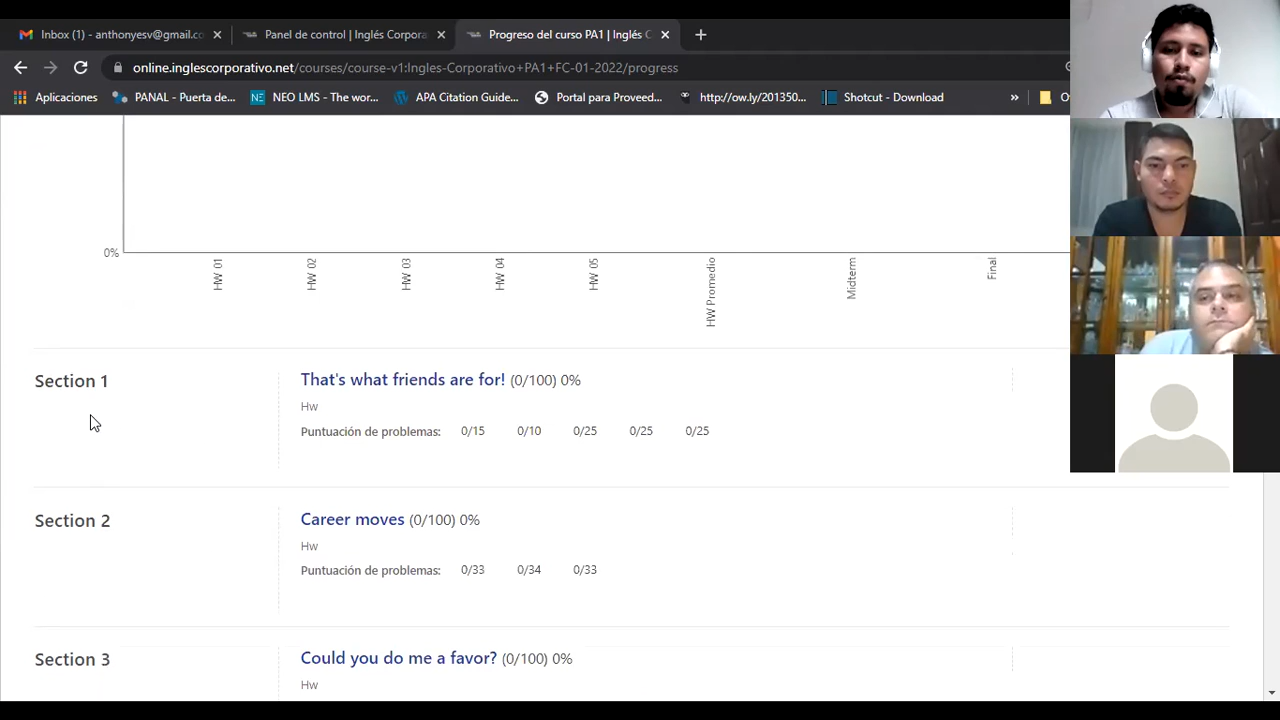 Inbox (1) - anthonyesv@gmail.cc
Panel de control | Inglés Corpora
Progreso del curso PA1 | Inglés C
online.inglescorporativo.net/courses/course-v1:Ingles-Corporativo+PA1+FC-01-2022/progress
Aplicaciones
PANAL - Puerta de...
NEO LMS - The wor...
APA Citation Guide...
Portal para Proveed...
http://ow.ly/201350...
Shotcut - Download
»
0%
HW 01
HW 02
HW 03
HW 04
HW 05
HW Promedio
Midterm
Final
Section 1
That's what friends are for! (0/100) 0%
Hw
Puntuación de problemas: 0/15 0/10 0/25 0/25 0/25
Section 2
Career moves (0/100) 0%
Hw
Puntuación de problemas: 0/33 0/34 0/33
Section 3
Could you do me a favor? (0/100) 0%
Hw